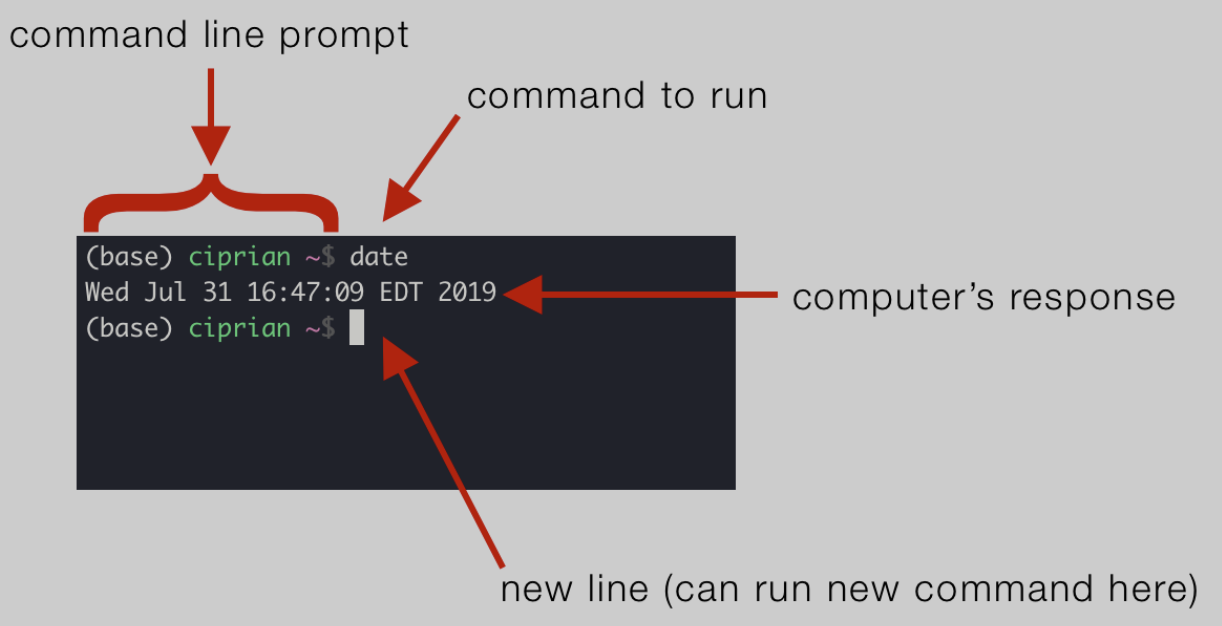 command line prompt
command to run
(base) ciprian ~$ date
Wed Jul 31 16:47:09 EDT 2019
computer’s response
(base) ciprian ~$
new line (can run new command here)